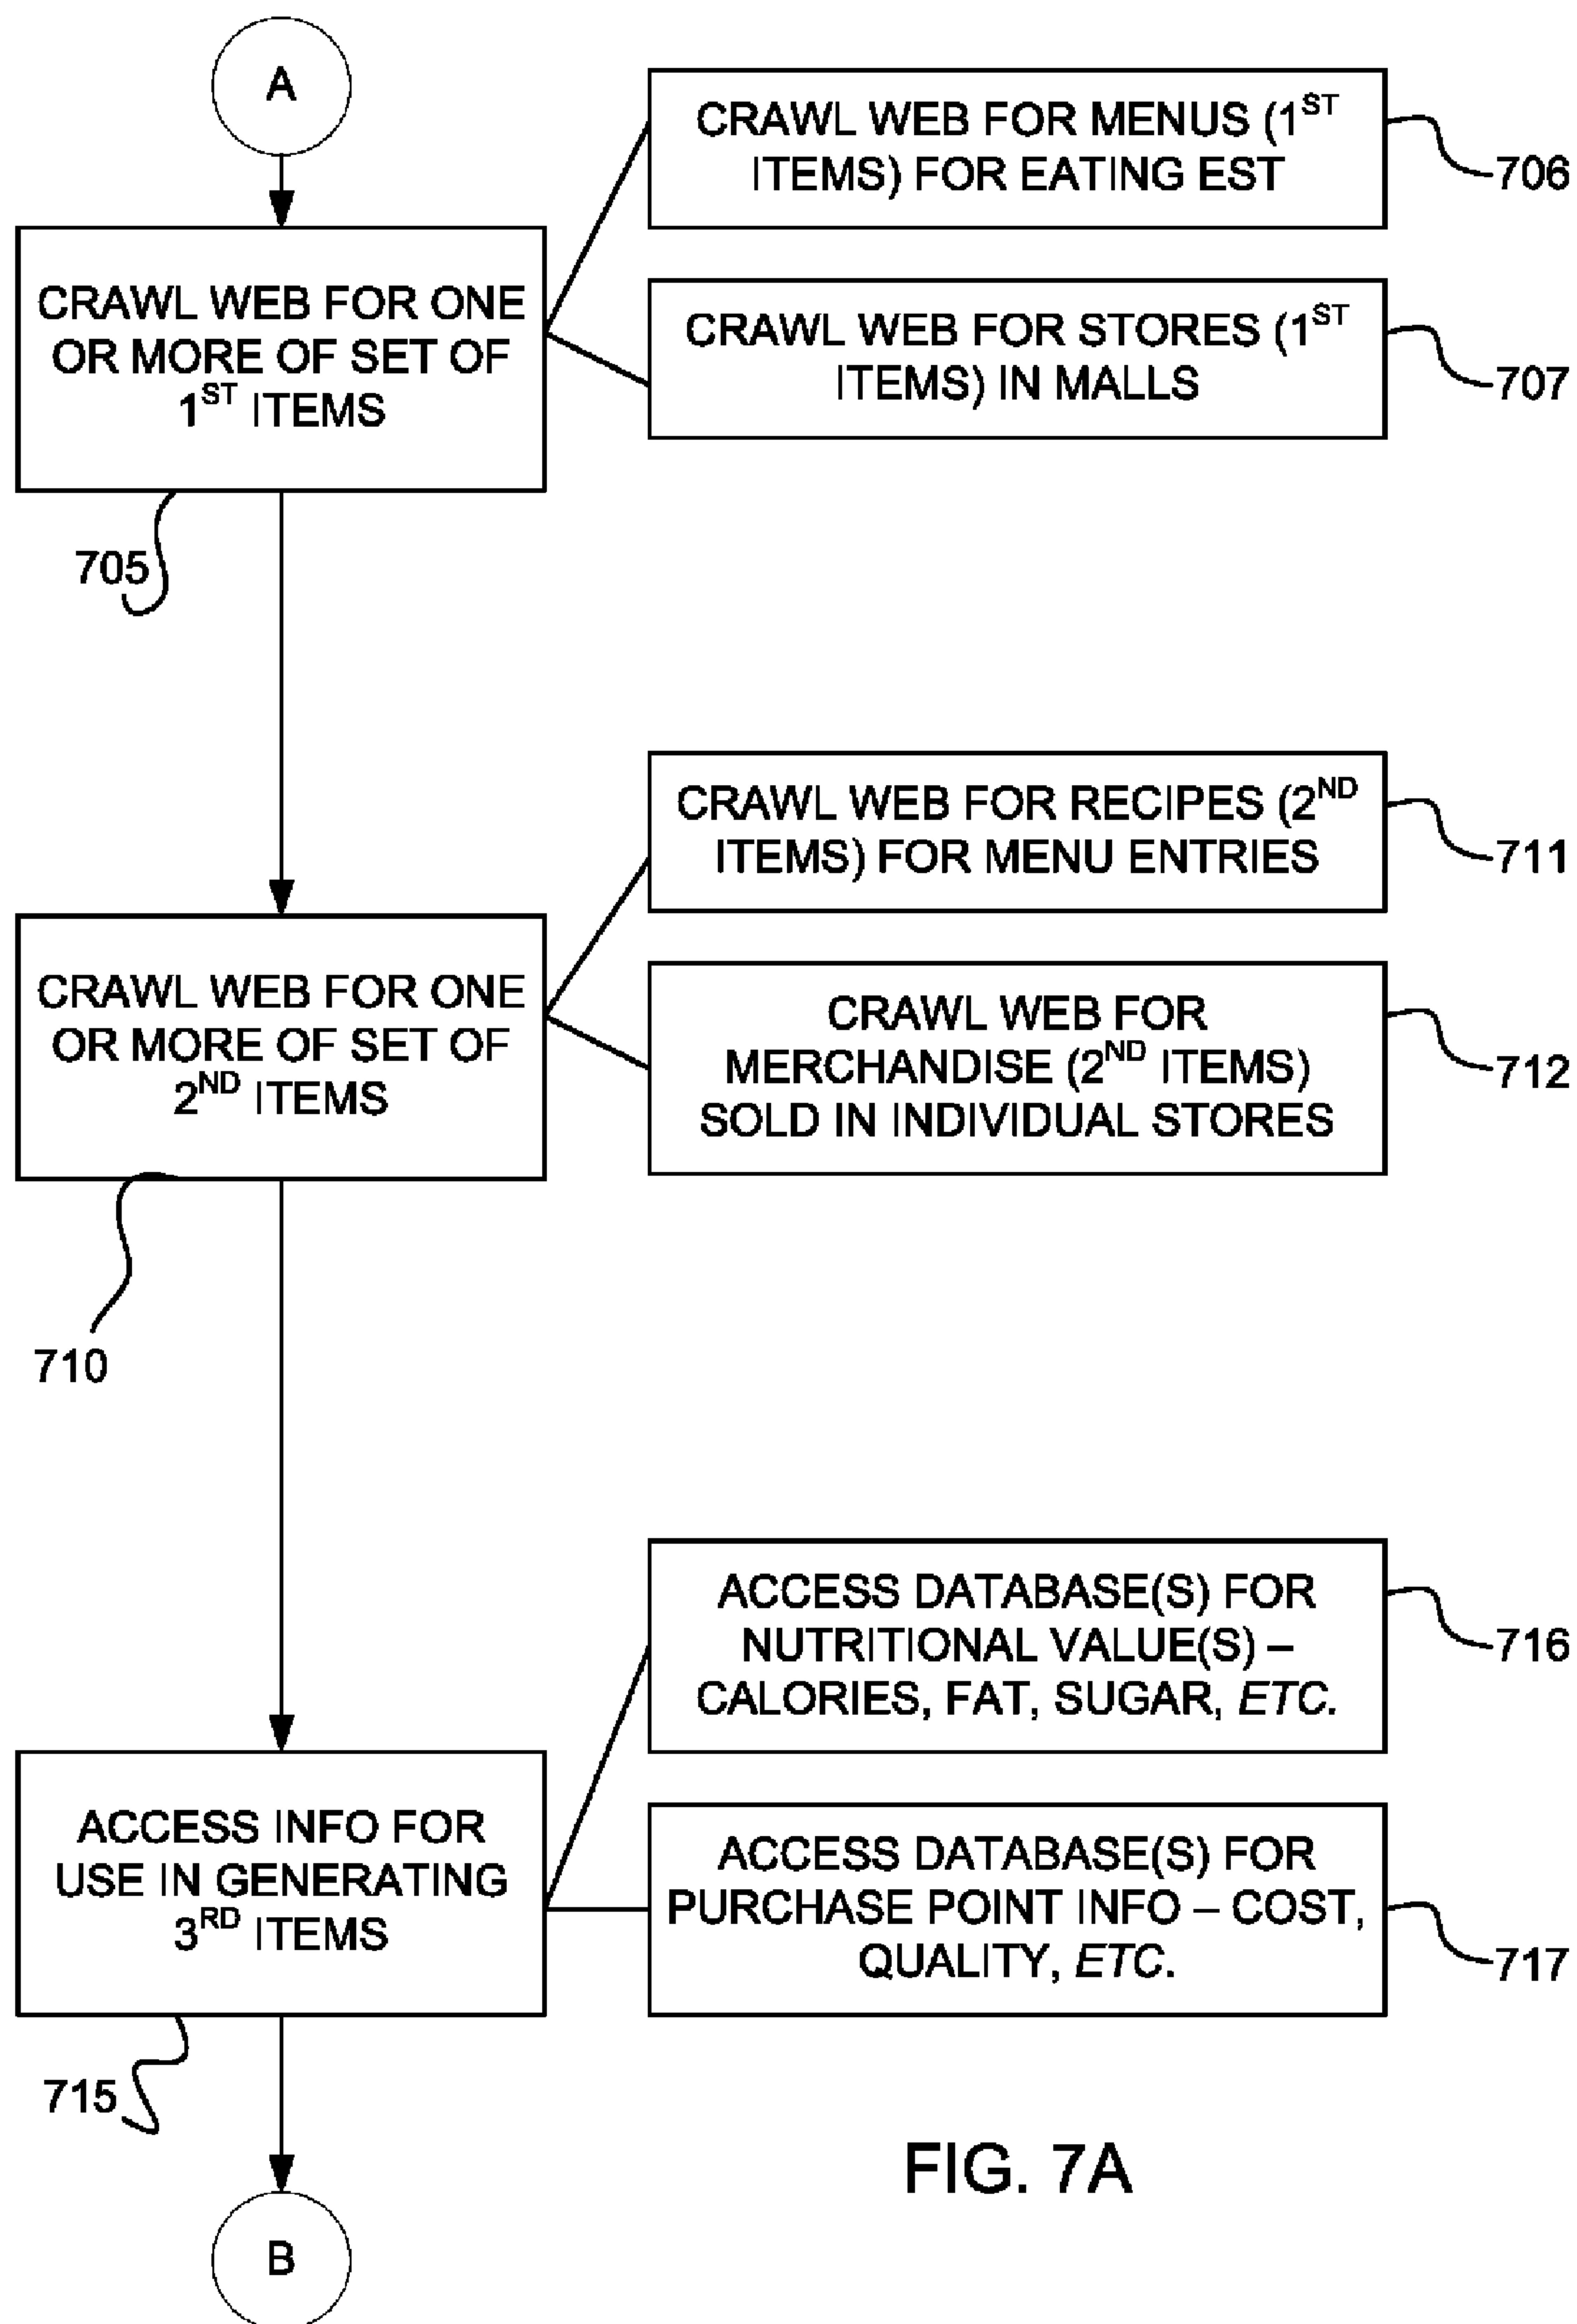 A
CRAWL WEB FOR ONE
OR MORE OF SET OF
1ST ITEMS
705
CRAWL WEB FOR MENUS (1ST
ITEMS) FOR EATING EST
706
CRAWL WEB FOR STORES (1ST
ITEMS) IN MALLS
707
CRAWL WEB FOR ONE
OR MORE OF SET OF
2ND ITEMS
710
CRAWL WEB FOR RECIPES (2ND
ITEMS) FOR MENU ENTRIES
711
CRAWL WEB FOR
MERCHANDISE (2ND ITEMS)
SOLD IN INDIVIDUAL STORES
712
ACCESS INFO FOR
USE IN GENERATING
3RD ITEMS
715
ACCESS DATABASE(S) FOR
NUTRITIONAL VALUE(S) –
CALORIES, FAT, SUGAR, ETC.
716
ACCESS DATABASE(S) FOR
PURCHASE POINT INFO – COST,
QUALITY, ETC.
717
B
FIG. 7A